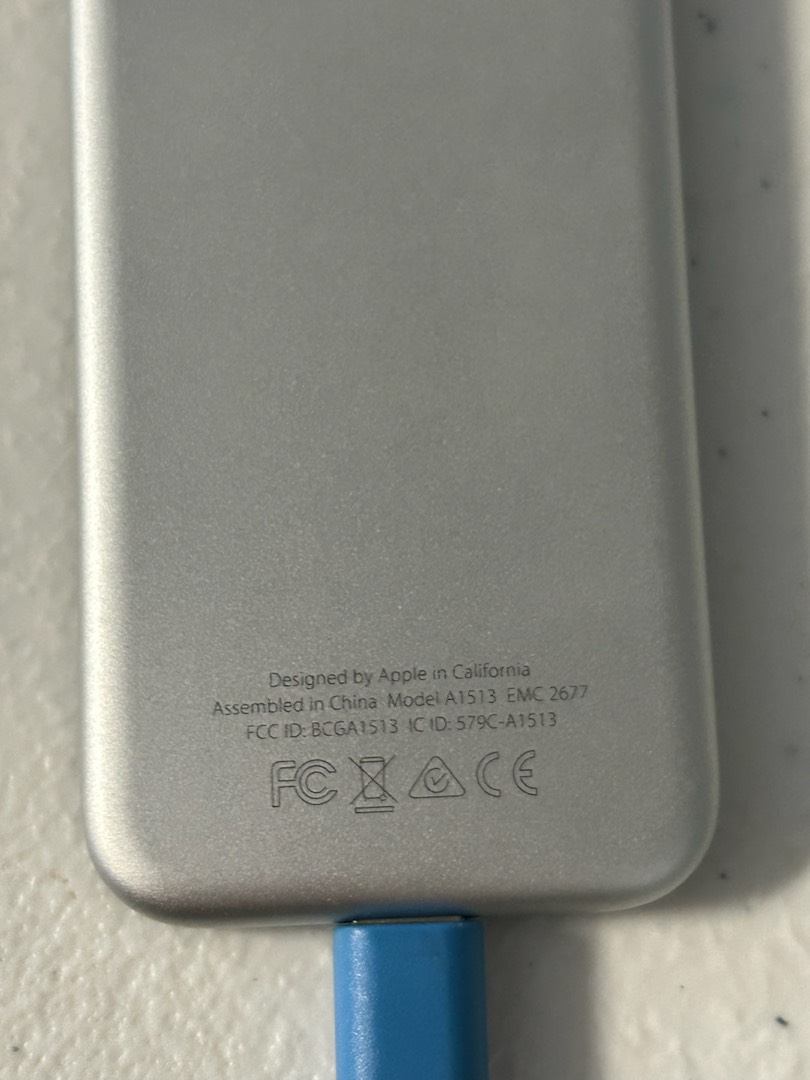 Designed by Apple in California
Assembled in China Model A1513 EMC 2677
FCC ID: BCGA1513 IC ID: 579C-A1513
FC CE